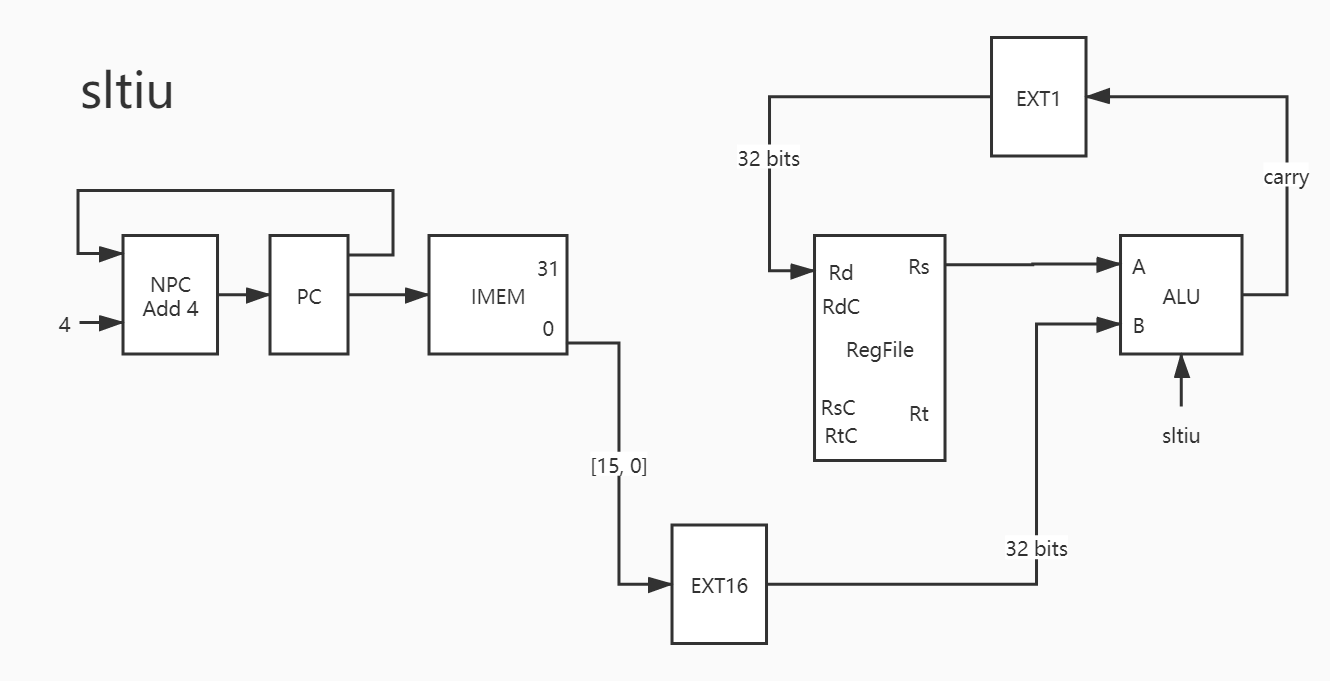 sltiu
EXT1
32 bits
carry
NPC
Add 4
4
PC
IMEM
31
0
Rd
Rs
RdC
RegFile
RsC
Rt
RtC
A
ALU
B
sltiu
[15, 0]
EXT16
32 bits